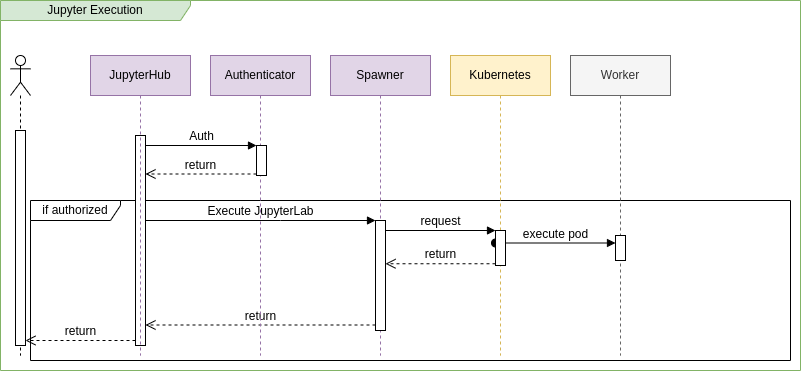 Jupyter Execution
JupyterHub
Authenticator
Spawner
Kubernetes
Worker
Auth
return
if authorized
Execute JupyterLab
request
execute pod
return
return
return